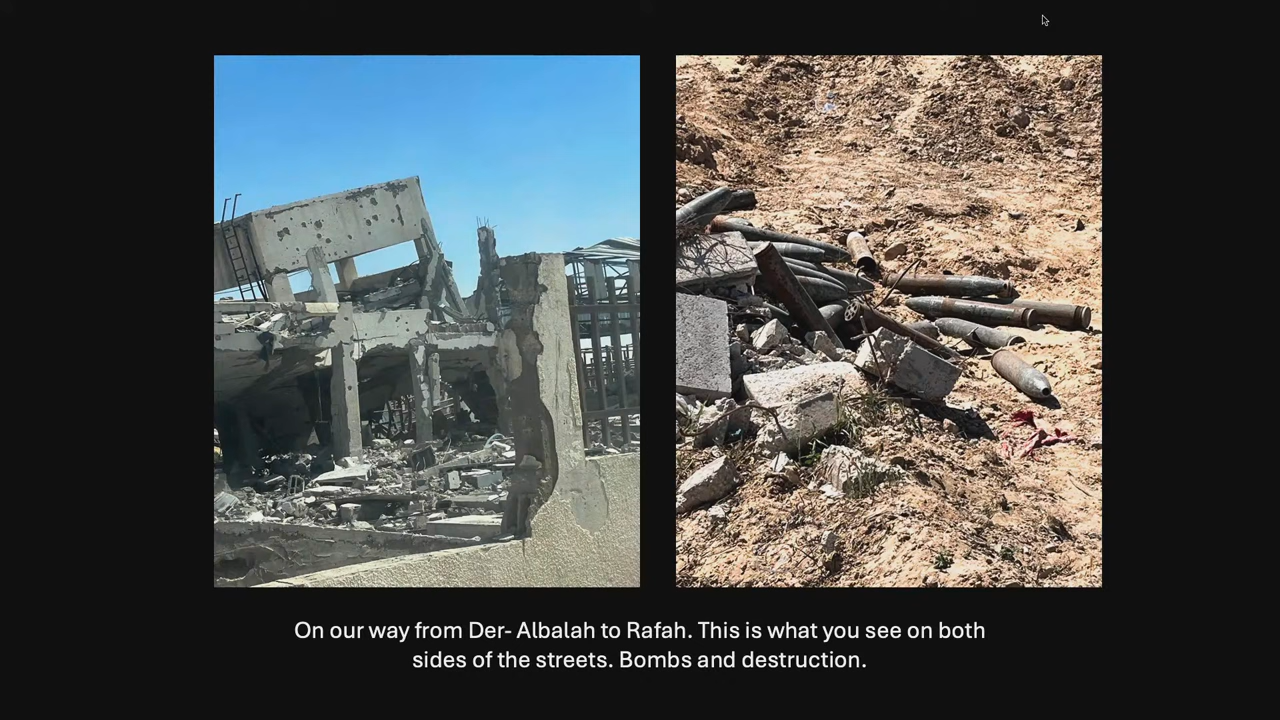 On our way from Der- Albalah to Rafah. This is what you see on both
sides of the streets. Bombs and destruction.